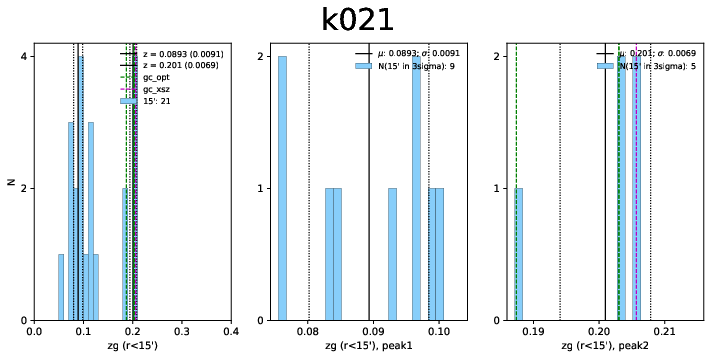 k021
z = 0.0893 (0.0091)
z = 0.201 (0.0069)
gc_opt
gc_xsz
15': 21
N
4
2
0
0.0
0.1
0.2
0.3
0.4
zg (r<15')
μ: 0.0893; σ: 0.0091
N(15' in 3sigma): 9
2
1
0
0.08
0.09
0.10
zg (r<15'), peak1
μ: 0.201; σ: 0.0069
N(15' in 3sigma): 5
2
1
0
0.19
0.20
0.21
zg (r<15'), peak2